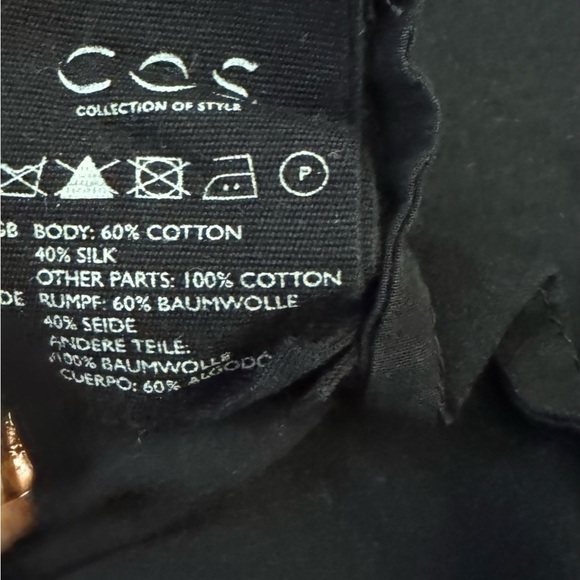 COS
COLLECTION OF STYLE
P
GB BODY: 60% COTTON
40% SILK
OTHER PARTS: 100% COTTON
DE RUMPF: 60% BAUMWOLLE
40% SEIDE
ANDERE TEILE:
100% BAUMWOLLE
CUERPO: 60% ALGODÓ